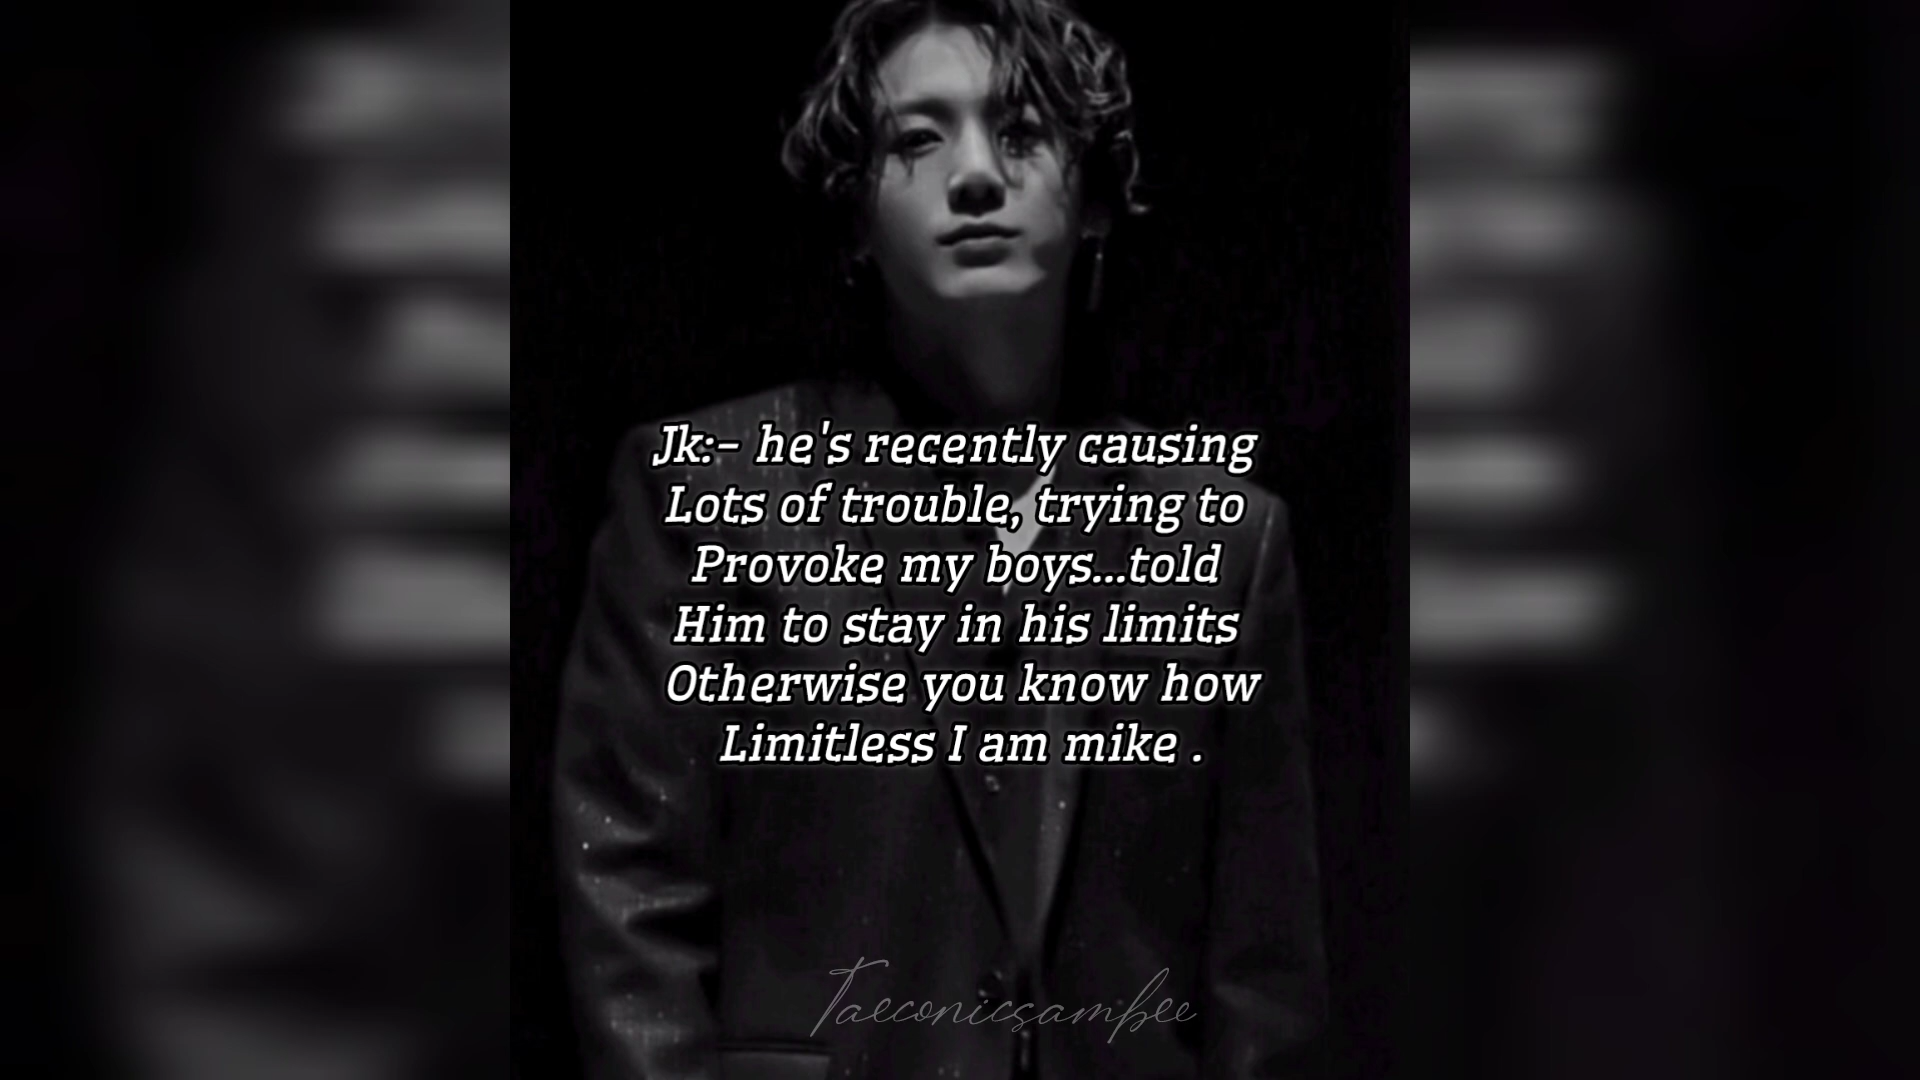 Jk:- he's recently causing
Lots of trouble, trying to
Provoke my boys...told
Him to stay in his limits
Otherwise you know how
Limitless I am mike .
Taeconicsambee